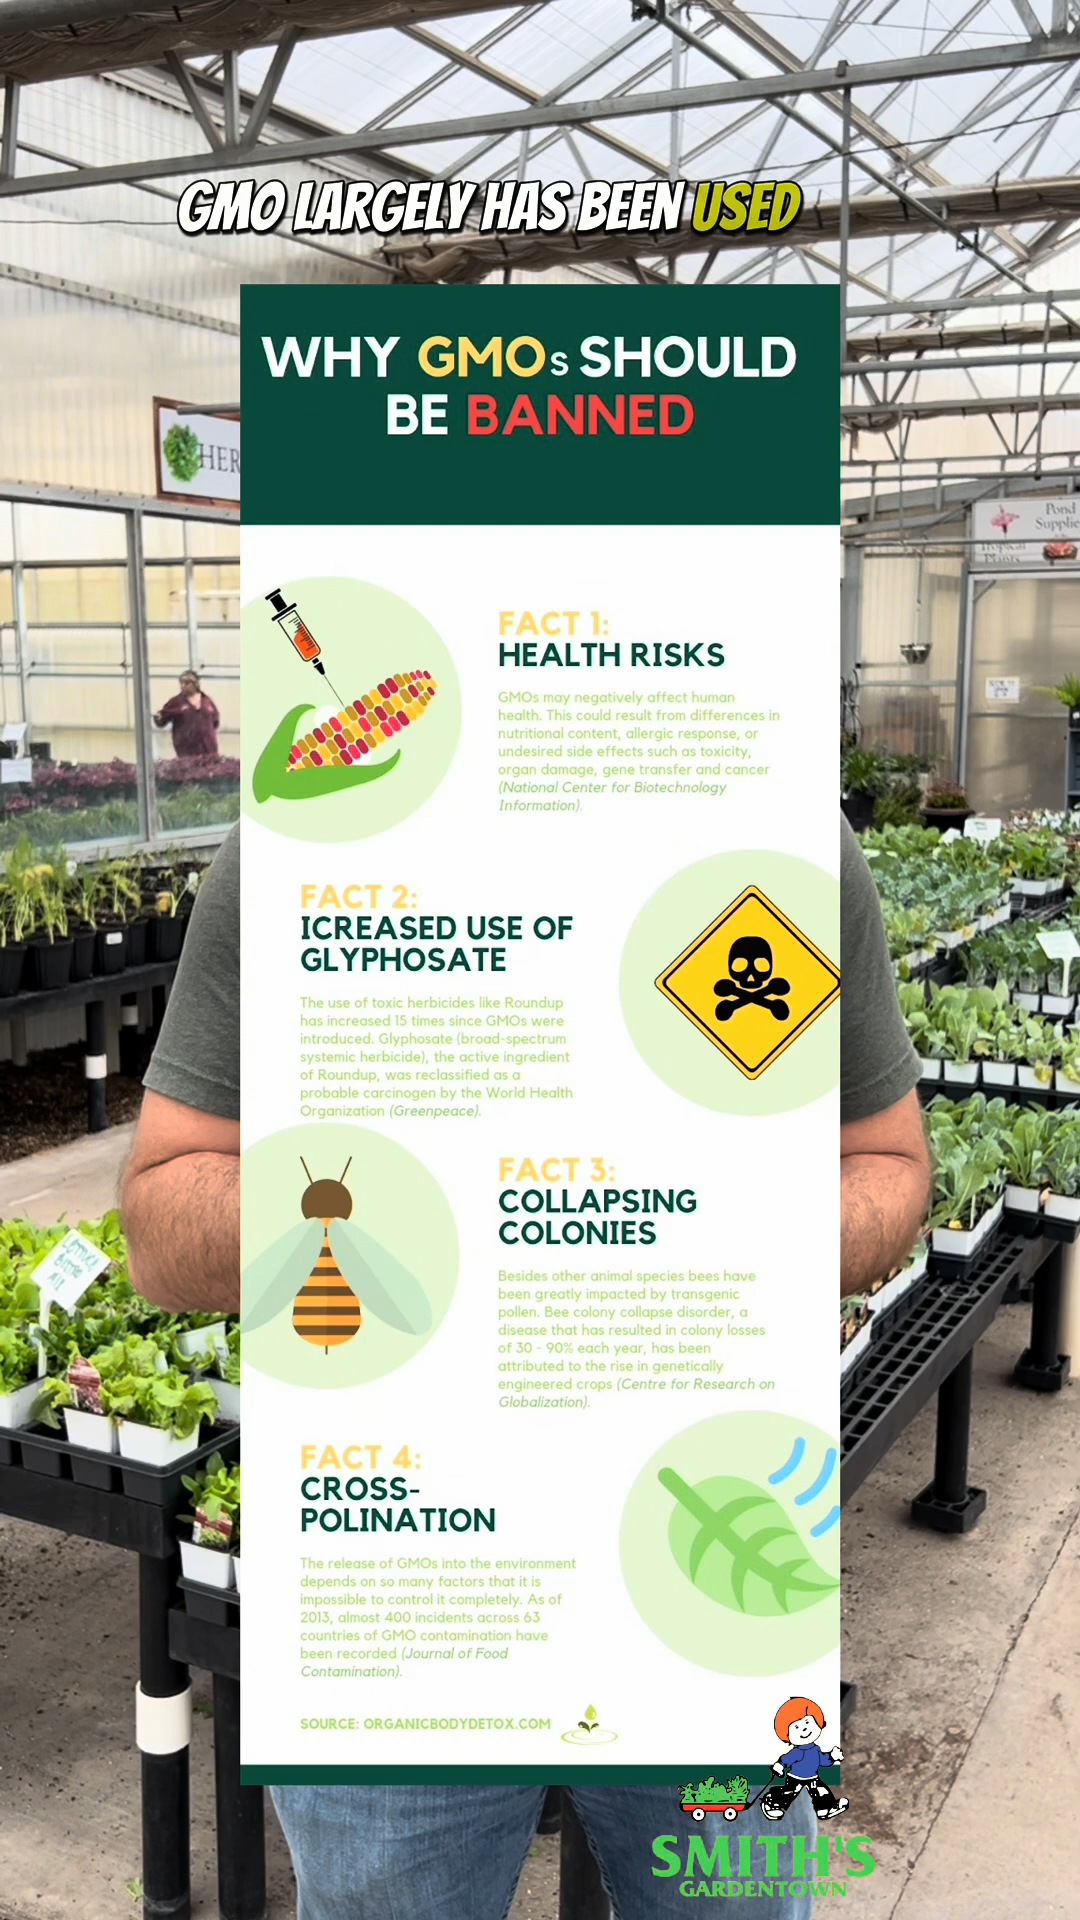 GMO LARGELY HAS BEEN USED
WHY GMOs SHOULD
BE BANNED
HER
Pond
Supplie
Tropical
Plants
FACT 1:
HEALTH RISKS
GMOs may negatively affect human
health. This could result from differences in
nutritional content, allergic response, or
undesired side effects such as toxicity,
organ damage, gene transfer and cancer
(National Center for Biotechnology
Information).
FACT 2:
ICREASED USE OF
GLYPHOSATE
The use of toxic herbicides like Roundup
has increased 15 times since GMOs were
introduced. Glyphosate (broad-spectrum
systemic herbicide), the active ingredient
of Roundup, was reclassified as a
probable carcinogen by the World Health
Organization (Greenpeace).
FACT 3:
COLLAPSING
COLONIES
Besides other animal species bees have
been greatly impacted by transgenic
pollen. Bee colony collapse disorder, a
disease that has resulted in colony losses
of 30 - 90% each year, has been
attributed to the rise in genetically
engineered crops (Centre for Research on
Globalization).
LETTUCE
FACT 4:
CROSS-
POLINATION
The release of GMOs into the environment
depends on so many factors that it is
impossible to control it completely. As of
2013, almost 400 incidents across 63
countries of GMO contamination have
been recorded (Journal of Food
Contamination).
SOURCE: ORGANICBODYDETOX.COM
SMITH'S
GARDENTOWN